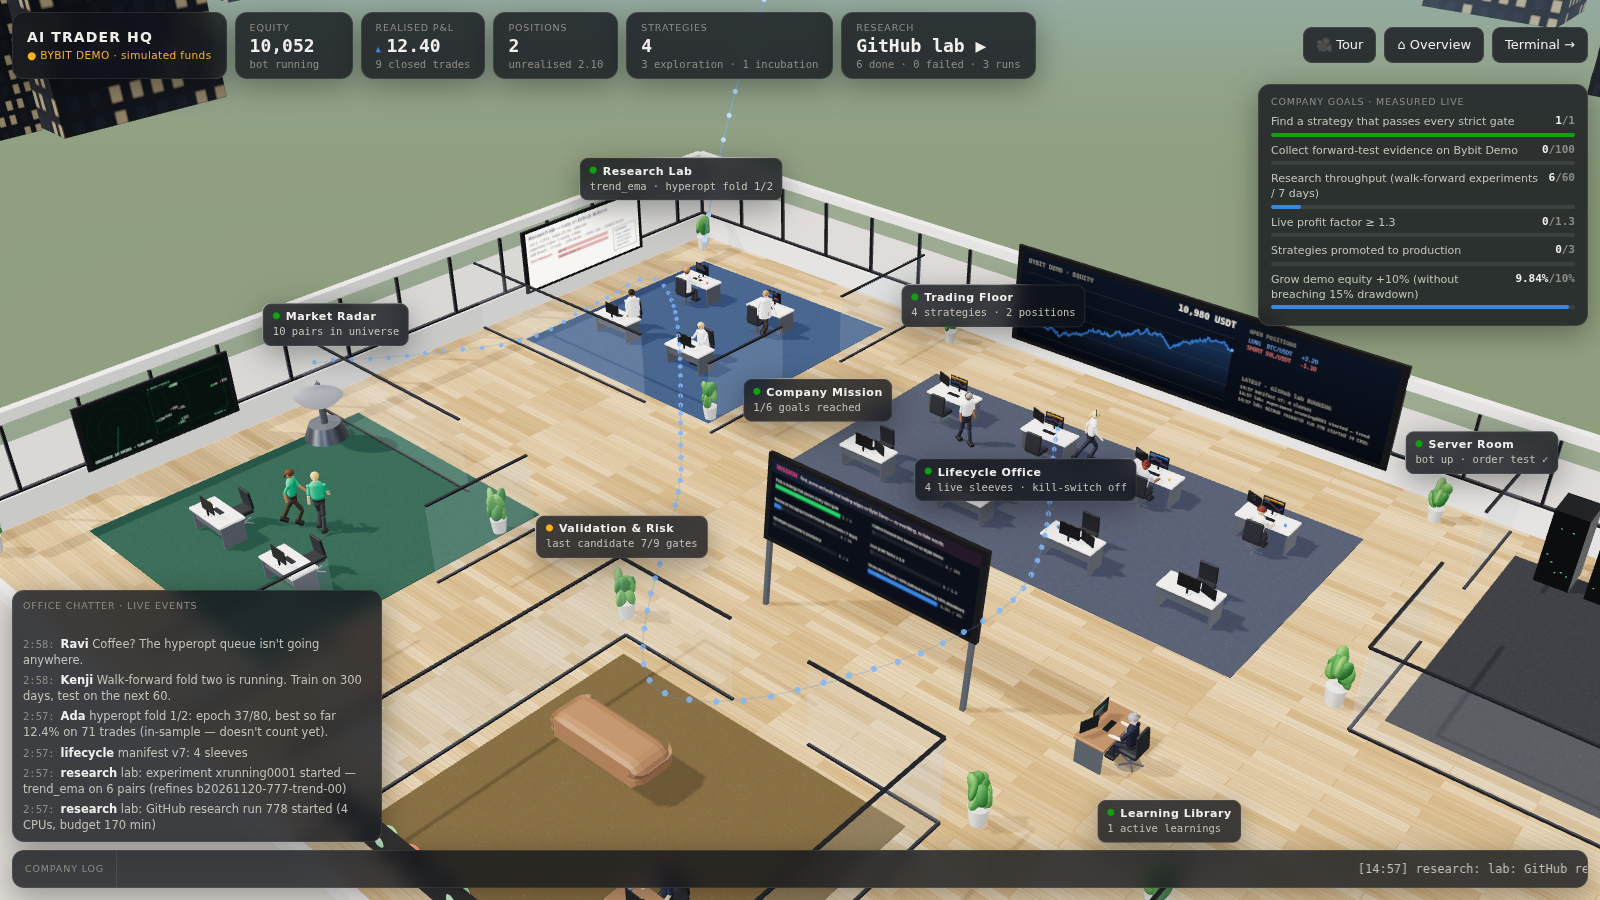 AI TRADER HQ
● BYBIT DEMO · simulated funds
EQUITY
10,052
bot running
REALISED P&L
▲ 12.40
9 closed trades
POSITIONS
2
unrealised 2.10
STRATEGIES
4
3 exploration · 1 incubation
RESEARCH
GitHub lab ▶
6 done · 0 failed · 3 runs
🎥 Tour
⌂ Overview
Terminal →
COMPANY GOALS · MEASURED LIVE
Find a strategy that passes every strict gate 1/1
Collect forward-test evidence on Bybit Demo 0/100
Research throughput (walk-forward experiments / 7 days) 6/60
Live profit factor ≥ 1.3 0/1.3
Strategies promoted to production 0/3
Grow demo equity +10% (without breaching 15% drawdown) 9.84%/10%
Research Lab
trend_ema · hyperopt fold 1/2
Market Radar
10 pairs in universe
Trading Floor
4 strategies · 2 positions
BYBIT DEMO · EQUITY
10,980 USDT
OPEN POSITIONS
LONG BTC/USDT +3.20
SHORT SOL/USDT -1.10
Company Mission
1/6 goals reached
Lifecycle Office
4 live sleeves · kill-switch off
Server Room
bot up · order test ✓
Validation & Risk
last candidate 7/9 gates
MISSION
Learning Library
1 active learnings
OFFICE CHATTER · LIVE EVENTS
2:58: Ravi Coffee? The hyperopt queue isn't going
anywhere.
2:58: Kenji Walk-forward fold two is running. Train on 300
days, test on the next 60.
2:57: Ada hyperopt fold 1/2: epoch 37/80, best so far
12.4% on 71 trades (in-sample — doesn't count yet).
2:57: lifecycle manifest v7: 4 sleeves
2:57: research lab: experiment xrunning0001 started —
trend_ema on 6 pairs (refines b20261120-777-trend-00)
2:57: research lab: GitHub research run 778 started (4
CPUs, budget 170 min)
COMPANY LOG
[14:57] research: lab: GitHub re